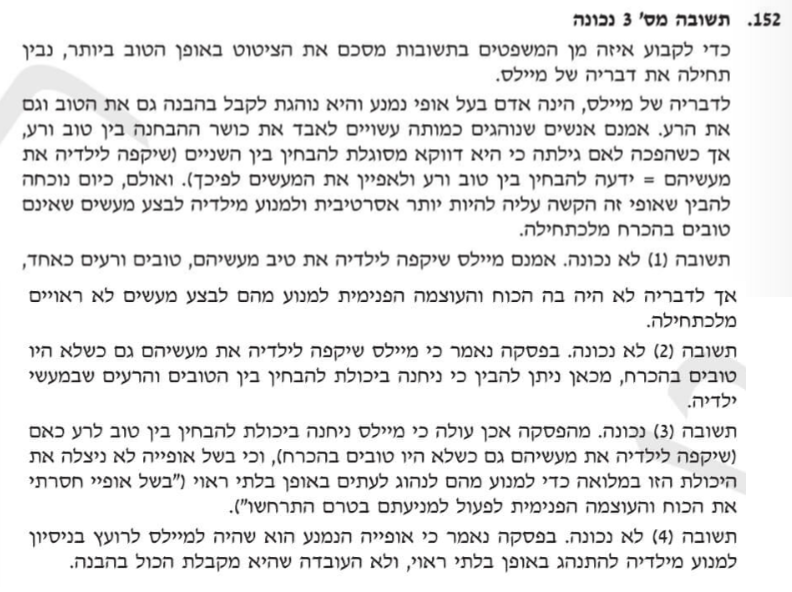 152. תשובה מס' 3 נכונה
כדי לקבוע איזה מן המשפטים בתשובות מסכם את הציטוט באופן הטוב ביותר, נבין
תחילה את דבריה של מיילס.
לדבריה של מיילס, הינה אדם בעל אופי נמנע והיא נוהגת לקבל בהבנה גם את הטוב וגם
את הרע. אמנם אנשים שנוהגים כמותה עשויים לאבד את כושר ההבחנה בין טוב ורע,
אך כשהפכה לאם גילתה כי היא דווקא מסוגלת להבחין בין השניים (שיקפה לילדיה את
מעשיהם = ידעה להבחין בין טוב ורע ולאפיין את המעשים לפיכך). ואולם, כיום נוכחה
להבין שאופי זה הקשה עליה להיות יותר אסרטיבית ולמנוע מילדיה לבצע מעשים שאינם
טובים בהכרח מלכתחילה.
תשובה (1) לא נכונה. אמנם מיילס שיקפה לילדיה את טיב מעשיהם, טובים ורעים כאחד,
אך לדבריה לא היה בה הכוח והעוצמה הפנימית למנוע מהם לבצע מעשים לא ראויים
מלכתחילה.
תשובה (2) לא נכונה. בפסקה נאמר כי מיילס שיקפה לילדיה את מעשיהם גם כשלא היו
טובים בהכרח, מכאן ניתן להבין כי ניחנה ביכולת להבחין בין הטובים והרעים שבמעשי
ילדיה.
תשובה (3) נכונה. מהפסקה אכן עולה כי מיילס ניחנה ביכולת להבחין בין טוב לרע כאם
(שיקפה לילדיה את מעשיהם גם כשלא היו טובים בהכרח), וכי בשל אופייה לא ניצלה את
היכולת הזו במלואה כדי למנוע מהם לנהוג לעתים באופן בלתי ראוי ("בשל אופיי חסרתי
את הכוח והעוצמה הפנימית לפעול למניעתם בטרם התרחשו").
תשובה (4) לא נכונה. בפסקה נאמר כי אופייה הנמנע הוא שהיה למיילס לרועץ בניסיון
למנוע מילדיה להתנהג באופן בלתי ראוי, ולא העובדה שהיא מקבלת הכול בהבנה.